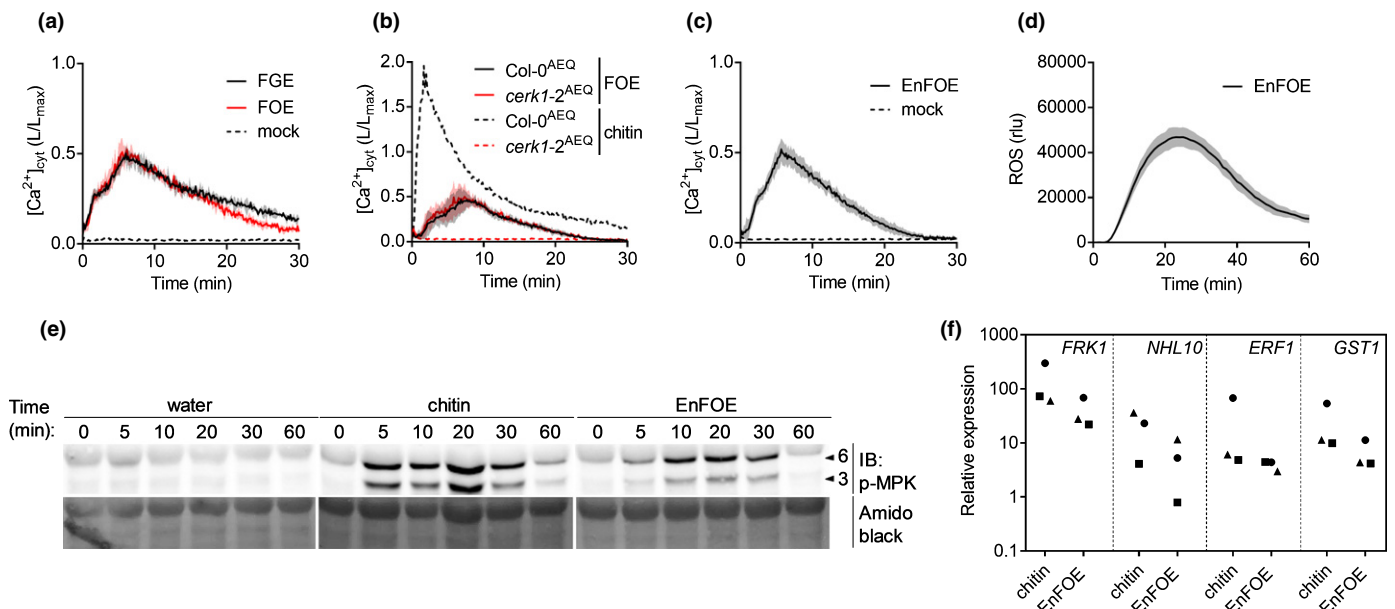 (a)
1.0
0.5
0.0
0
10
20
30
[Ca²⁺]cyt (L/Lmax)
Time (min)
FGE
FOE
mock
(b)
2.0
1.5
1.0
0.5
0.0
0
10
20
30
[Ca²⁺]cyt (L/Lmax)
Time (min)
Col-0ᴬᴱQ
cerk1-2ᴬᴱQ
FOE
Col-0ᴬᴱQ
cerk1-2ᴬᴱQ
chitin
(c)
1.0
0.5
0.0
0
10
20
30
[Ca²⁺]cyt (L/Lmax)
Time (min)
EnFOE
mock
(d)
80000
60000
40000
20000
0
0
20
40
60
ROS (rlu)
Time (min)
EnFOE
(e)
water
chitin
EnFOE
Time
(min):
0 5 10 20 30 60
0 5 10 20 30 60
0 5 10 20 30 60
6
3
IB:
p-MPK
Amido
black
(f)
Relative expression
1000
100
10
1
0.1
FRK1
NHL10
ERF1
GST1
chitin
EnFOE
chitin
EnFOE
chitin
EnFOE
chitin
EnFOE